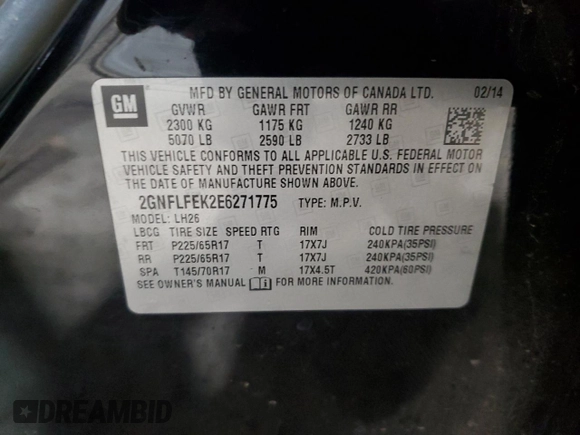 GM
MFD BY GENERAL MOTORS OF CANADA LTD. 02/14
GVWR GAWR FRT GAWR RR
2300 KG 1175 KG 1240 KG
5070 LB 2590 LB 2733 LB
THIS VEHICLE CONFORMS TO ALL APPLICABLE U.S. FEDERAL MOTOR
VEHICLE SAFETY AND THEFT PREVENTION STANDARDS IN EFFECT ON
THE DATE OF MANUFACTURE SHOWN ABOVE.
2GNFLFEK2E6271775 TYPE: M.P.V.
MODEL: LH26
LBCG TIRE SIZE SPEED RTG RIM COLD TIRE PRESSURE
FRT P225/65R17 T 17X7J 240KPA(35PSI)
RR P225/65R17 T 17X7J 240KPA(35PSI)
SPA T145/70R17 M 17X4.5T 420KPA(60PSI)
SEE OWNER'S MANUAL FOR MORE INFORMATION.
DREAMBID